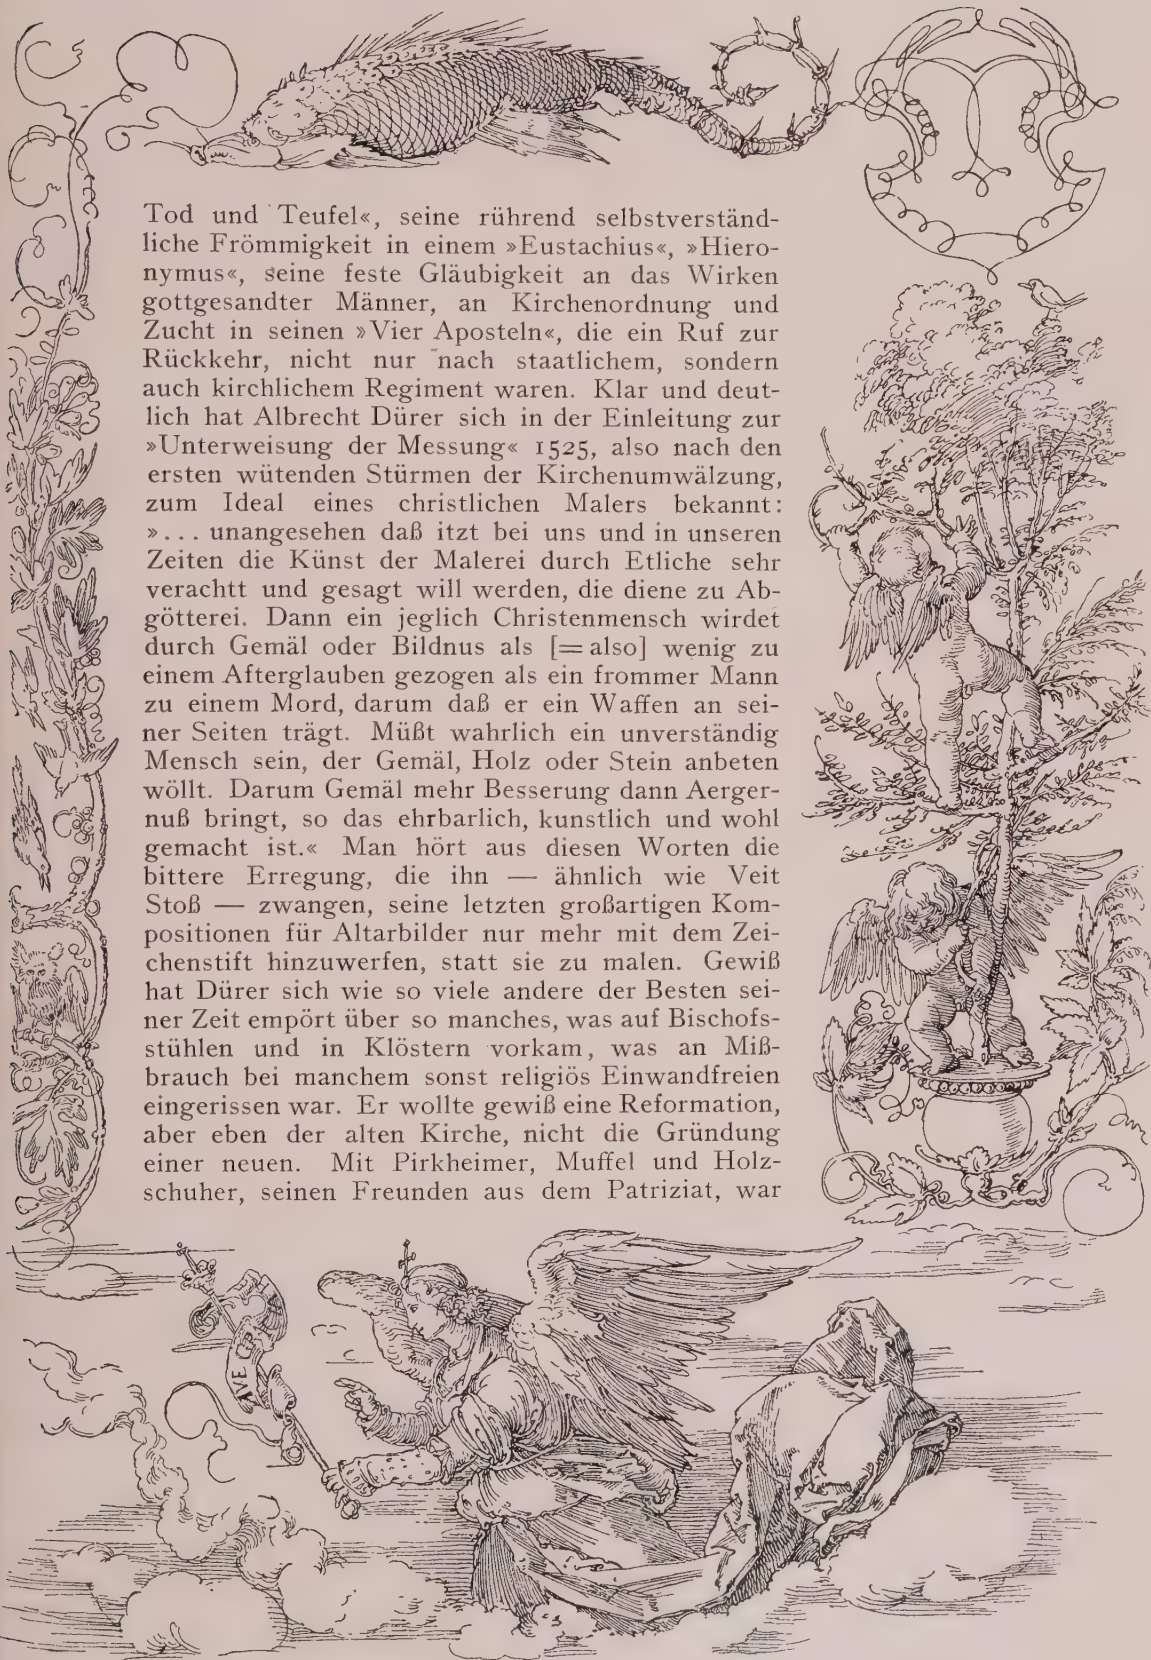 Tod und Teufel«, seine rührend selbstverständ-
liche Frömmigkeit in einem »Eustachius«, »Hiero-
nymus«, seine feste Gläubigkeit an das Wirken
gottgesandter Männer, an Kirchenordnung und
Zucht in seinen »Vier Aposteln«, die ein Ruf zur
Rückkehr, nicht nur nach staatlichem, sondern
auch kirchlichem Regiment waren. Klar und deut-
lich hat Albrecht Dürer sich in der Einleitung zur
»Unterweisung der Messung« 1525, also nach den
ersten wütenden Stürmen der Kirchenumwälzung,
zum Ideal eines christlichen Malers bekannt:
»... unangesehen daß itzt bei uns und in unseren
Zeiten die Künst der Malerei durch Etliche sehr
verachtt und gesagt will werden, die diene zu Ab-
götterei. Dann ein jeglich Christenmensch wirdet
durch Gemäl oder Bildnus als [= also] wenig zu
einem Afterglauben gezogen als ein frommer Mann
zu einem Mord, darum daß er ein Waffen an sei-
ner Seiten trägt. Müßt wahrlich ein unverständig
Mensch sein, der Gemäl, Holz oder Stein anbeten
wöllt. Darum Gemäl mehr Besserung dann Aerger-
nuß bringt, so das ehrbarlich, kunstlich und wohl
gemacht ist.« Man hört aus diesen Worten die
bittere Erregung, die ihn — ähnlich wie Veit
Stoß — zwangen, seine letzten großartigen Kom-
positionen für Altarbilder nur mehr mit dem Zei-
chenstift hinzuwerfen, statt sie zu malen. Gewiß
hat Dürer sich wie so viele andere der Besten sei-
ner Zeit empört über so manches, was auf Bischofs-
stühlen und in Klöstern vorkam, was an Miß-
brauch bei manchem sonst religiös Einwandfreien
eingerissen war. Er wollte gewiß eine Reformation,
aber eben der alten Kirche, nicht die Gründung
einer neuen. Mit Pirkheimer, Muffel und Holz-
schuher, seinen Freunden aus dem Patriziat, war
AVE